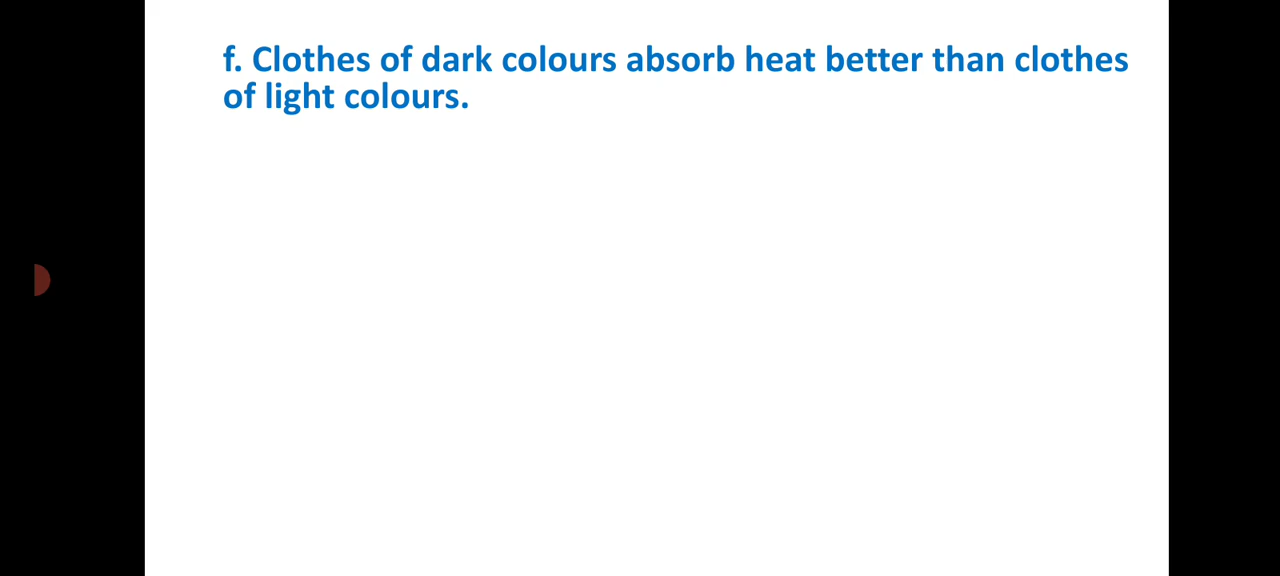 f. Clothes of dark colours absorb heat better than clothes
of light colours.